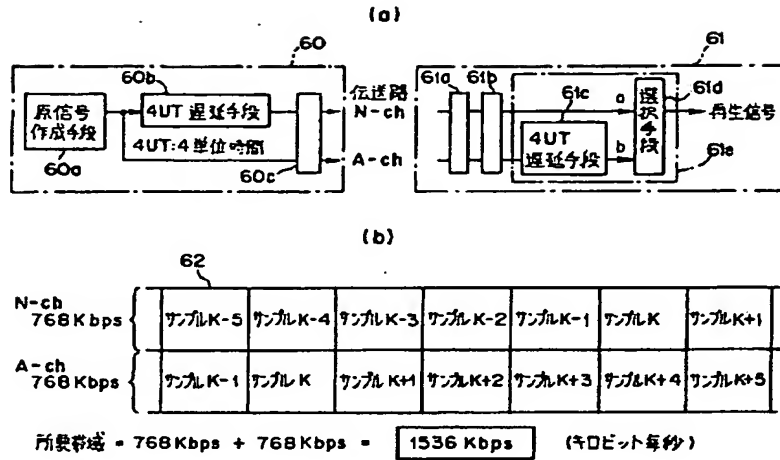 (a)
60
61
60b
伝送路
61a
61b
61c
61d
原信号
作成手段
4UT 遅延手段
N-ch
a
選択手段
再生信号
4UT:4単位時間
4UT
遅延手段
b
60a
60c
A-ch
61e
(b)
62
N-ch
768Kbps
サンプルK-5 サンプルK-4 サンプルK-3 サンプルK-2 サンプルK-1 サンプルK サンプルK+1
A-ch
768Kbps
サンプルK-1 サンプルK サンプルK+1 サンプルK+2 サンプルK+3 サンプルK+4 サンプルK+5
所要帯域 = 768Kbps + 768Kbps = 1536 Kbps (キロビット毎秒)